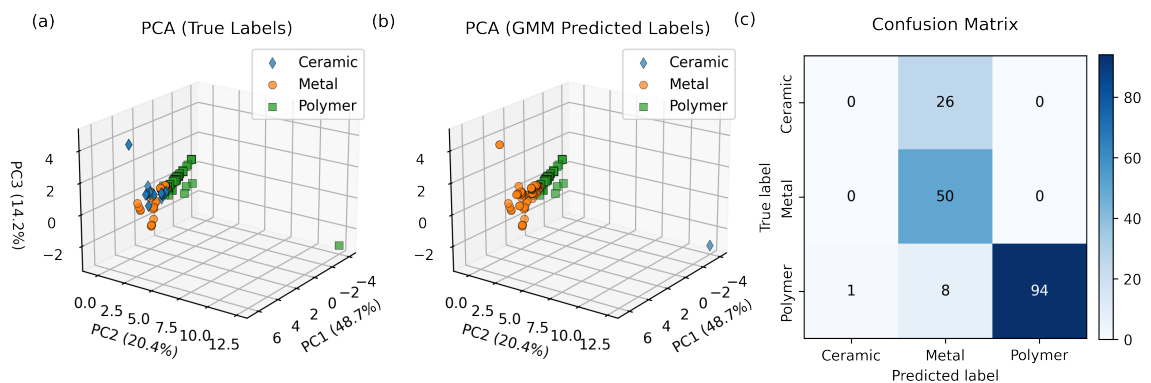 (a)
PCA (True Labels)
Ceramic
Metal
Polymer
4
2
0
−2
PC3 (14.2%)
0.0
2.5
5.0
7.5
10.0
12.5
PC2 (20.4%)
6
4
2
0
−2
−4
PC1 (48.7%)
(b)
PCA (GMM Predicted Labels)
Ceramic
Metal
Polymer
4
2
0
−2
0.0
2.5
5.0
7.5
10.0
12.5
PC2 (20.4%)
6
4
2
0
−2
−4
PC1 (48.7%)
(c)
Confusion Matrix
True label
Ceramic
Metal
Polymer
0 26 0
0 50 0
1 8 94
Ceramic Metal Polymer
Predicted label
80
60
40
20
0